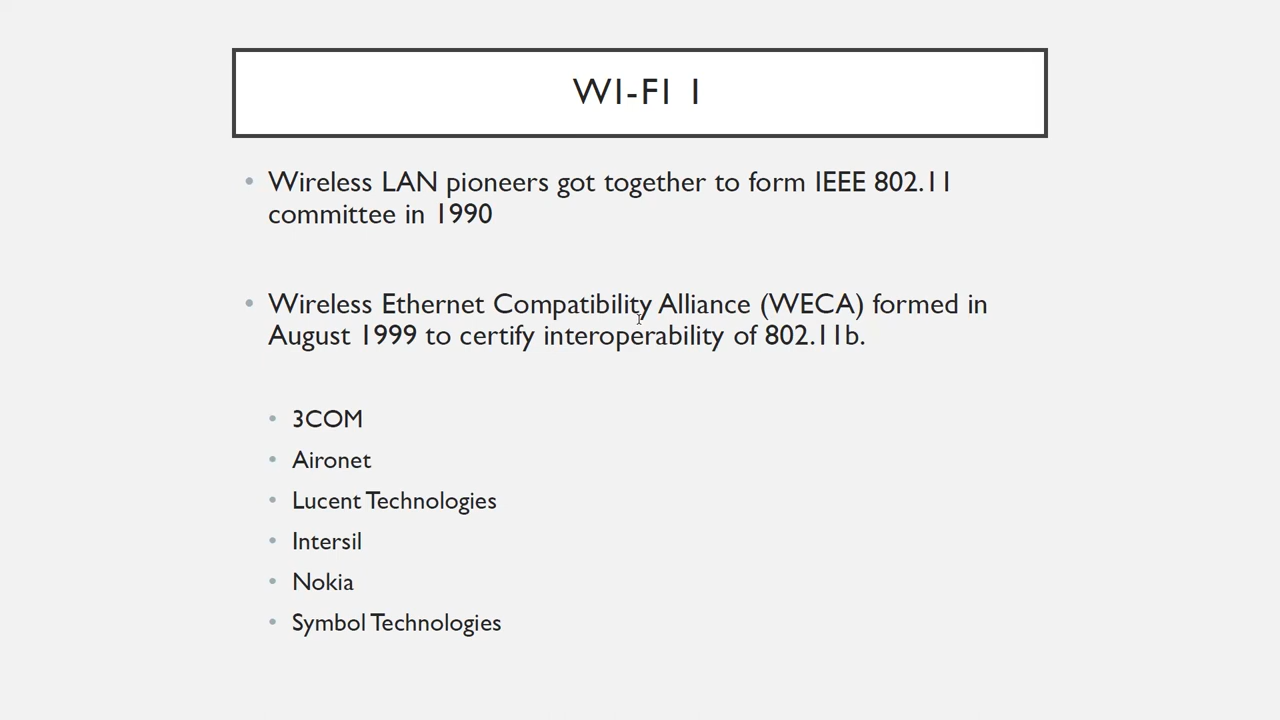 WI-FI 1
• Wireless LAN pioneers got together to form IEEE 802.11
committee in 1990
• Wireless Ethernet Compatibility Alliance (WECA) formed in
August 1999 to certify interoperability of 802.11b.
• 3COM
• Aironet
• Lucent Technologies
• Intersil
• Nokia
• Symbol Technologies